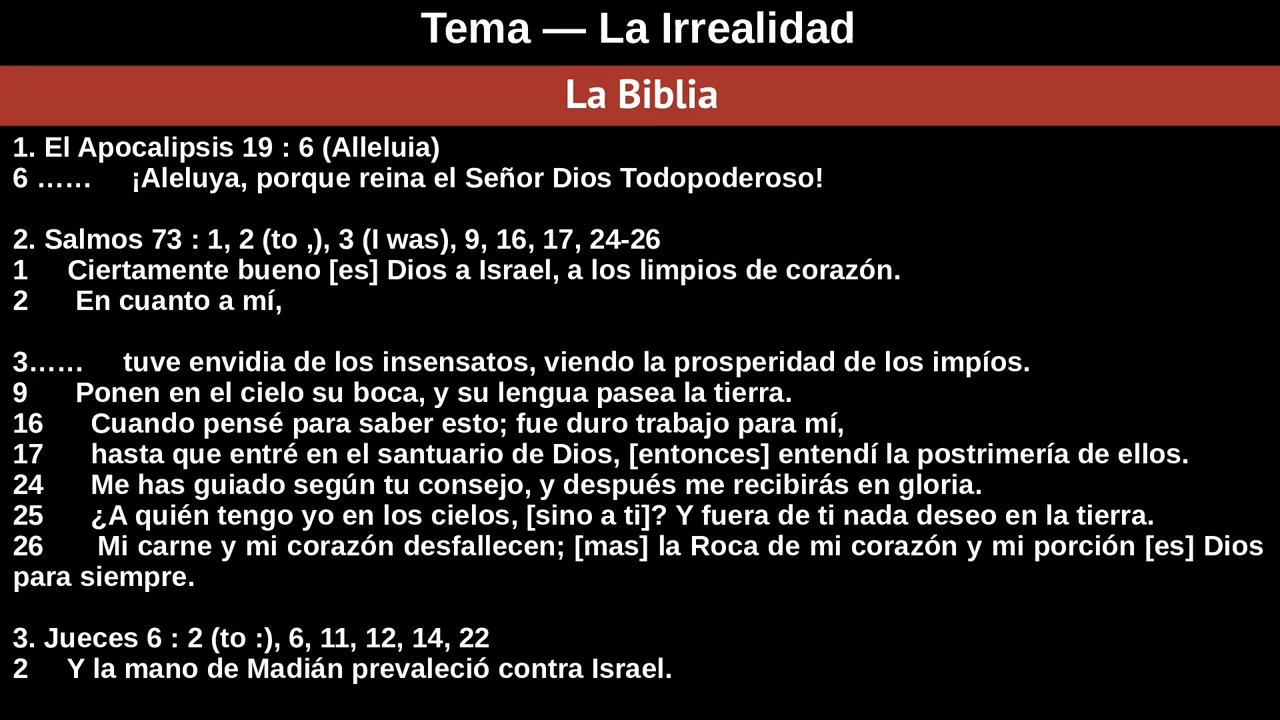 Tema — La Irrealidad
La Biblia
1. El Apocalipsis 19 : 6 (Alleluia)
6 …… ¡Aleluya, porque reina el Señor Dios Todopoderoso!
2. Salmos 73 : 1, 2 (to ,), 3 (I was), 9, 16, 17, 24-26
1 Ciertamente bueno [es] Dios a Israel, a los limpios de corazón.
2 En cuanto a mí,
3…… tuve envidia de los insensatos, viendo la prosperidad de los impíos.
9 Ponen en el cielo su boca, y su lengua pasea la tierra.
16 Cuando pensé para saber esto; fue duro trabajo para mí,
17 hasta que entré en el santuario de Dios, [entonces] entendí la postrimería de ellos.
24 Me has guiado según tu consejo, y después me recibirás en gloria.
25 ¿A quién tengo yo en los cielos, [sino a ti]? Y fuera de ti nada deseo en la tierra.
26 Mi carne y mi corazón desfallecen; [mas] la Roca de mi corazón y mi porción [es] Dios
para siempre.
3. Jueces 6 : 2 (to :), 6, 11, 12, 14, 22
2 Y la mano de Madián prevaleció contra Israel.